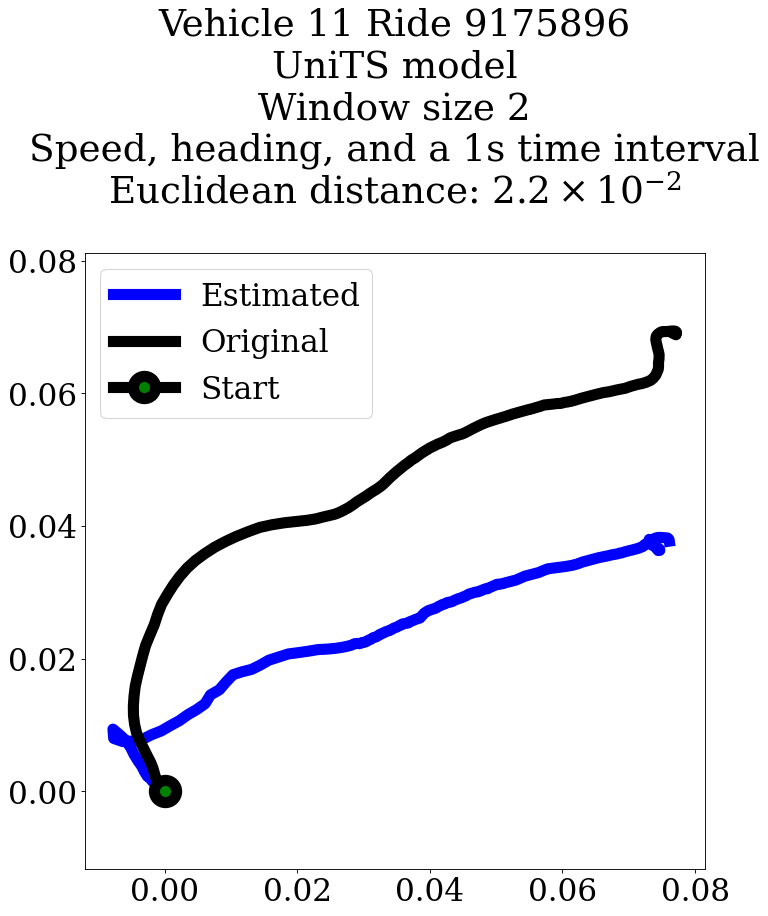 Vehicle 11 Ride 9175896
UniTS model
Window size 2
Speed, heading, and a 1s time interval
Euclidean distance: 2.2 × 10⁻²
0.08
Estimated
Original
Start
0.06
0.04
0.02
0.00
0.00 0.02 0.04 0.06 0.08